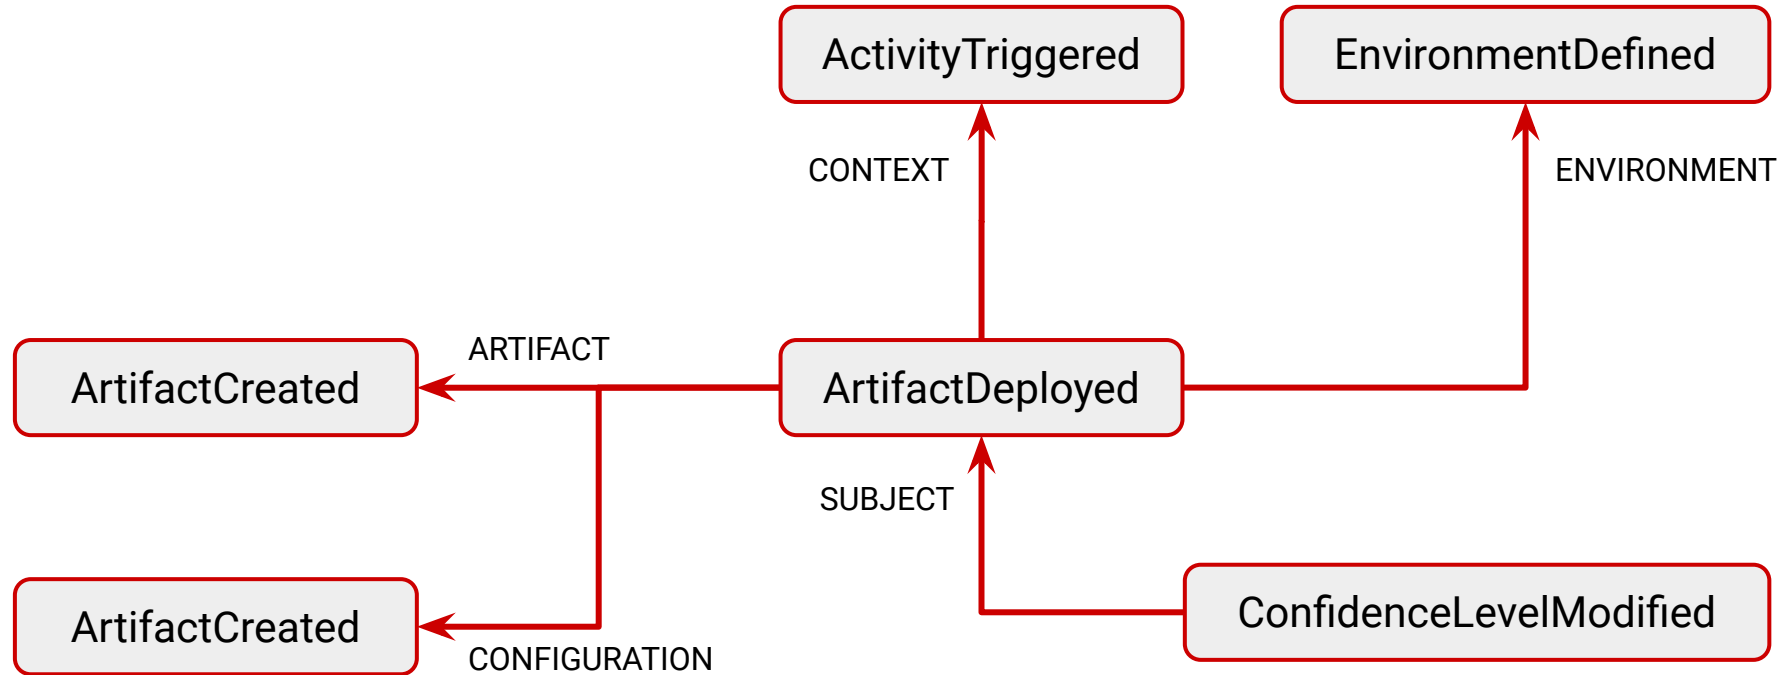 ActivityTriggered
EnvironmentDefined
CONTEXT
ENVIRONMENT
ARTIFACT
ArtifactCreated
ArtifactDeployed
SUBJECT
ArtifactCreated
ConfidenceLevelModified
CONFIGURATION